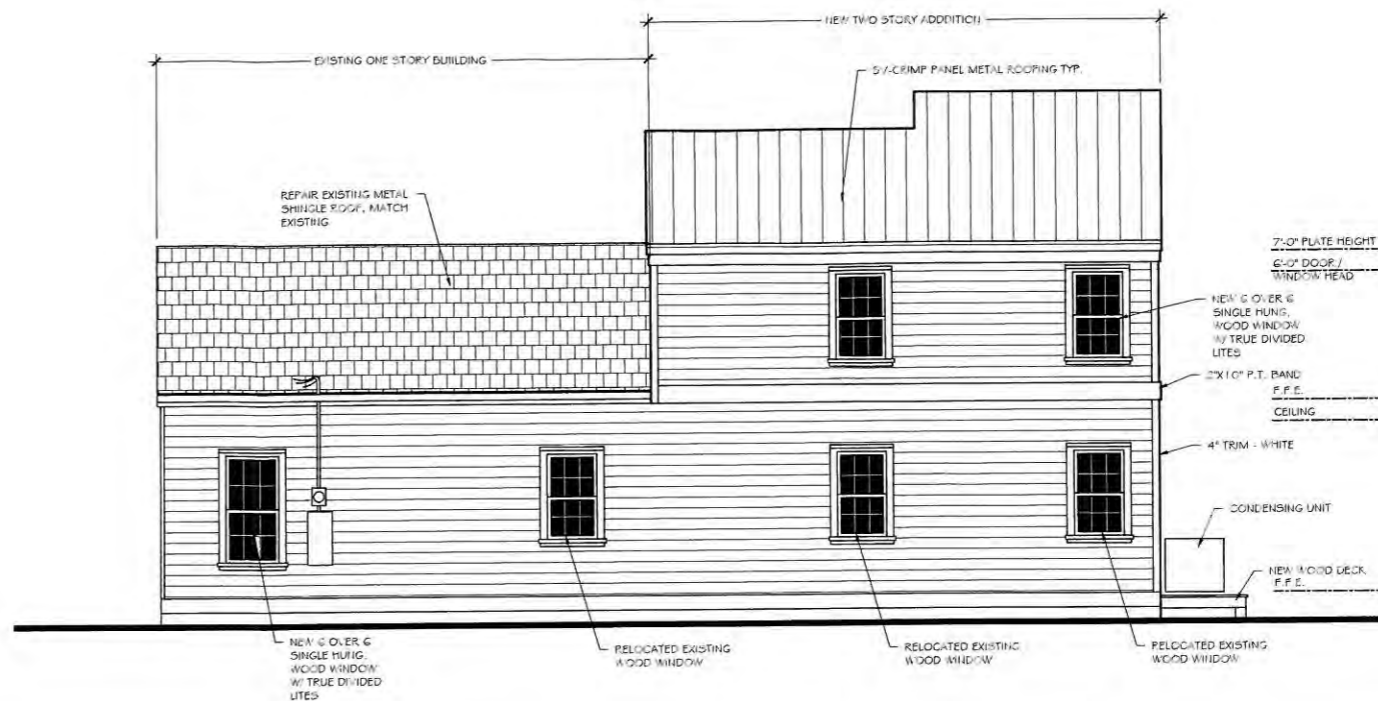 NEW TWO STORY ADDDITION
EXISTING ONE STORY BUILDING
5V-CRIMP PANEL METAL ROOFING TYP.
REPAIR EXISTING METAL
SHINGLE ROOF, MATCH
EXISTING
7'-0" PLATE HEIGHT
6'-0" DOOR /
WINDOW HEAD
NEW 6 OVER 6
SINGLE HUNG,
WOOD WINDOW
W/ TRUE DIVIDED
LITES
2"X10" P.T. BAND
F.F.E.
CEILING
4" TRIM - WHITE
CONDENSING UNIT
NEW WOOD DECK
F.F.E.
NEW 6 OVER 6
SINGLE HUNG,
WOOD WINDOW
W/ TRUE DIVIDED
LITES
RELOCATED EXISTING
WOOD WINDOW
RELOCATED EXISTING
WOOD WINDOW
RELOCATED EXISTING
WOOD WINDOW